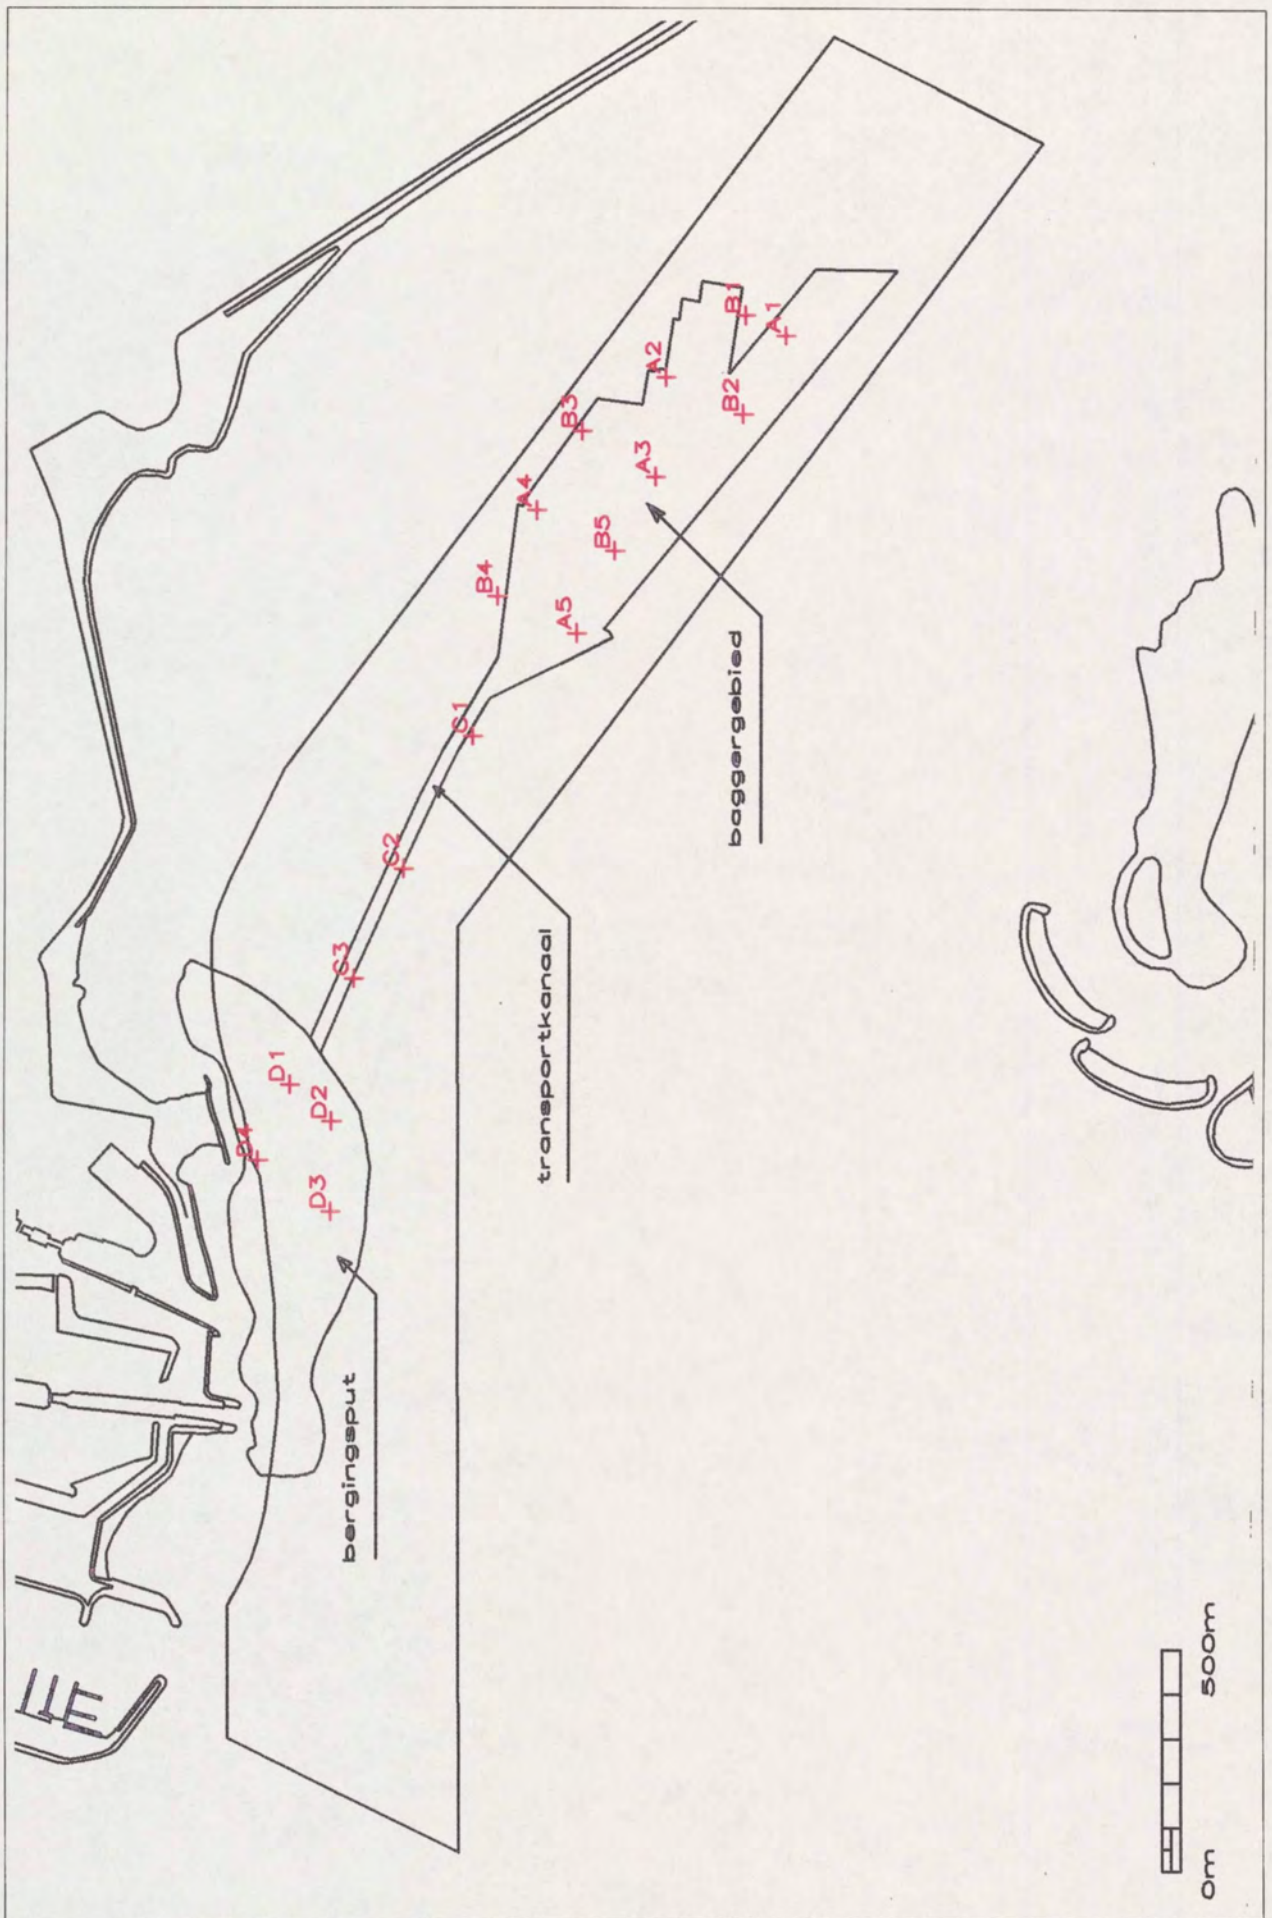 B1
A1
A2
B2
B3
A3
A4
B5
B4
A5
baggergebied
C1
C2
transportkanaal
C3
D1
D2
D4
D3
bergingsput
0m
500m